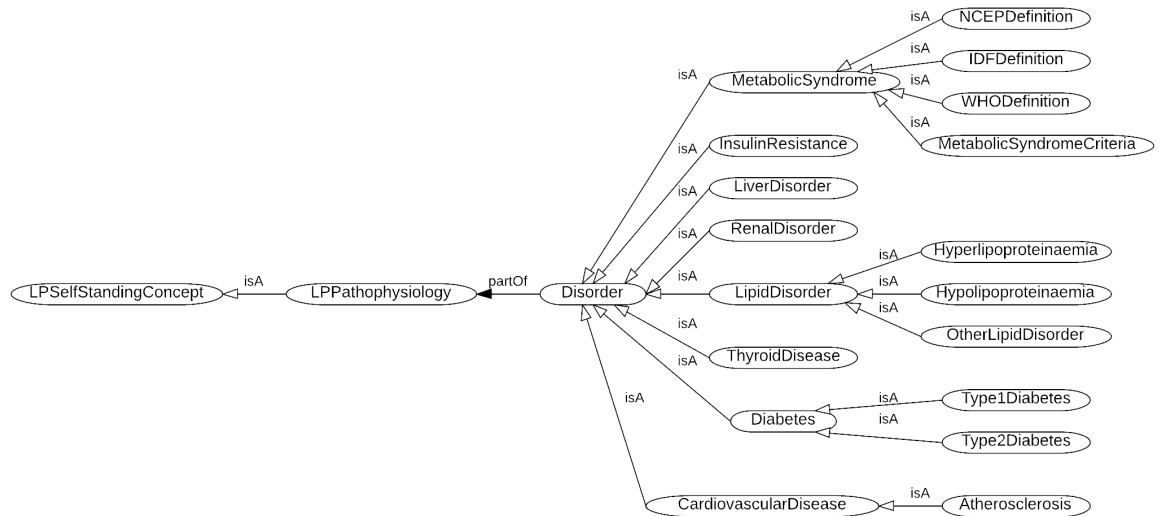 isA
NCEPDefinition
isA
IDFDefinition
isA
MetabolicSyndrome
isA
WHODefinition
isA
MetabolicSyndromeCriteria
isA
InsulinResistance
isA
LiverDisorder
isA
RenalDisorder
isA
Hyperlipoproteinaemia
LPSelfStandingConcept
isA
LPPathophysiology
partOf
Disorder
isA
LipidDisorder
isA
Hypolipoproteinaemia
isA
OtherLipidDisorder
isA
ThyroidDisease
isA
isA
Diabetes
isA
Type1Diabetes
isA
Type2Diabetes
CardiovascularDisease
isA
Atherosclerosis